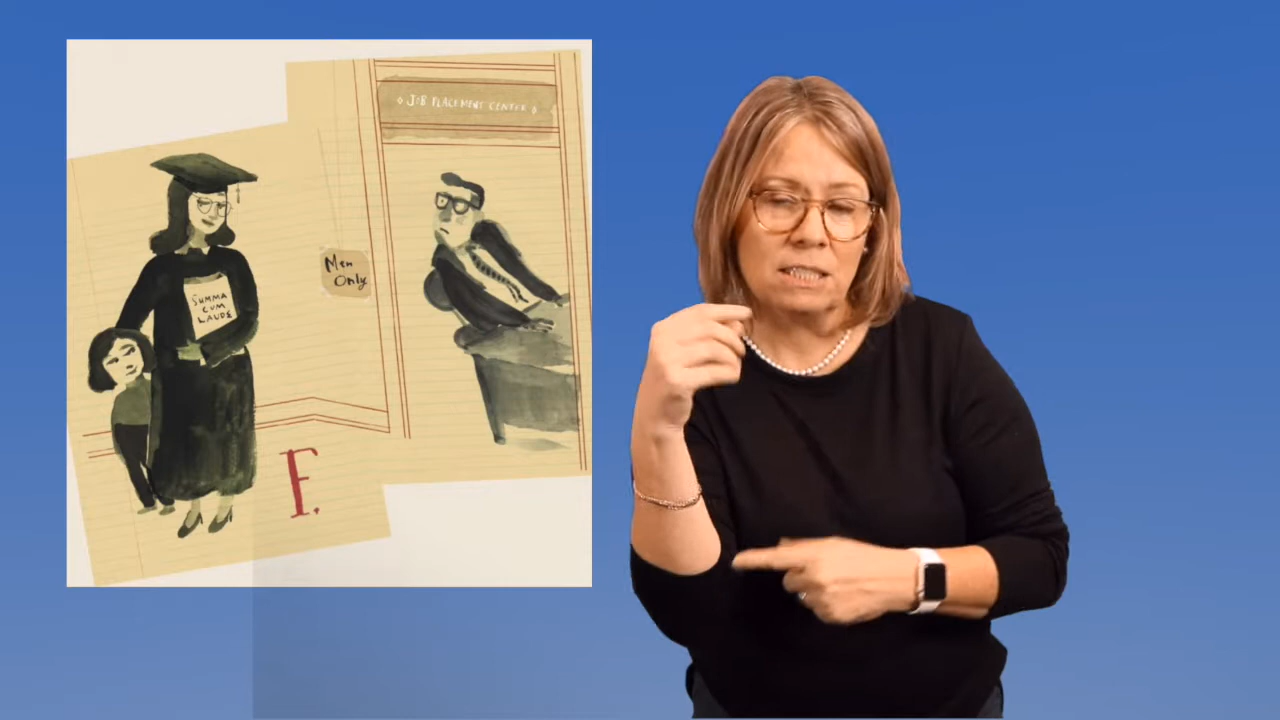 ◊ JOB PLACEMENT CENTER ◊
Men
Only
SUMMA
CUM
LAUDE
F.